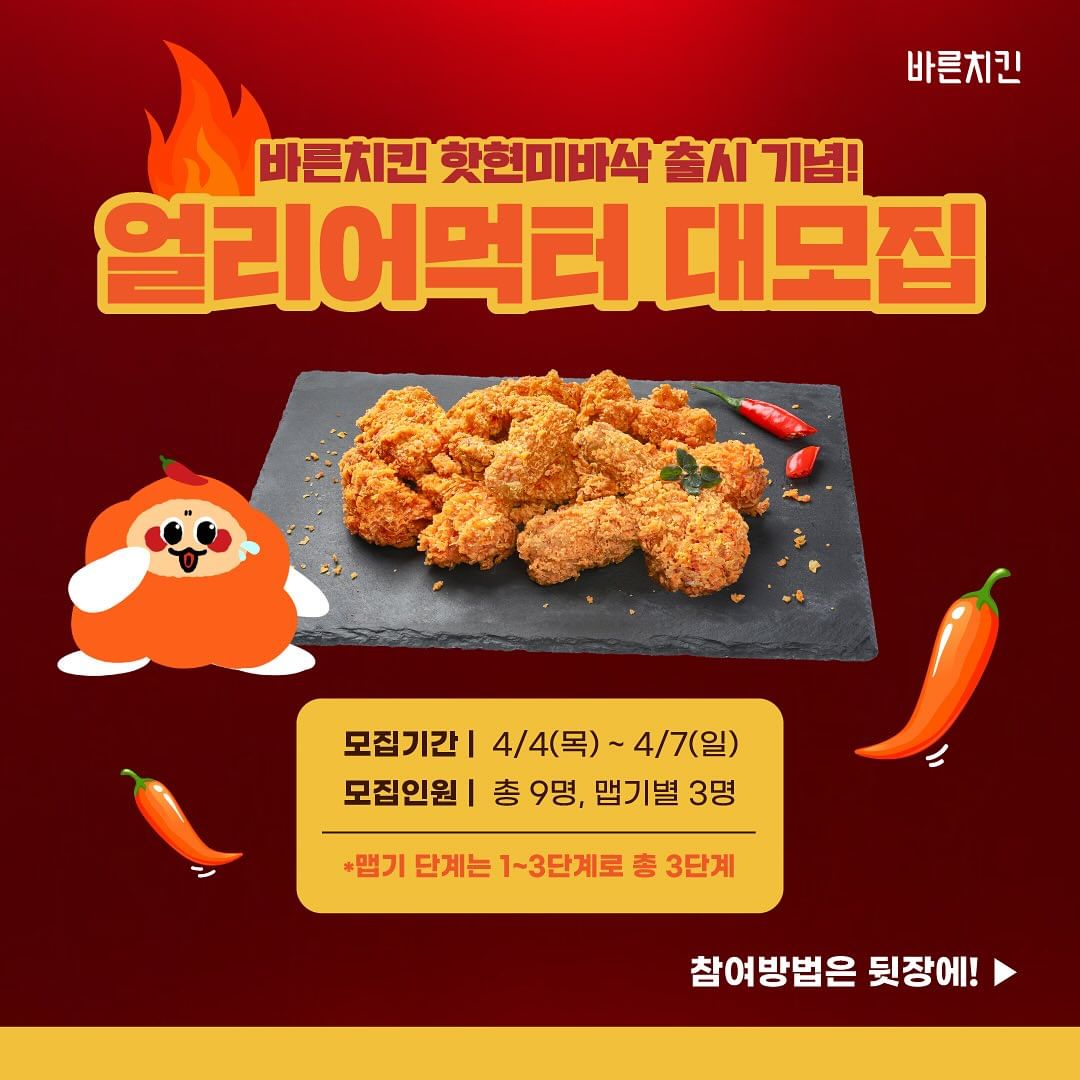 바른치킨
바른치킨 핫현미바삭 출시 기념!
얼리어먹터 대모집
모집기간 | 4/4(목) ~ 4/7(일)
모집인원 | 총 9명, 맵기별 3명
*맵기 단계는 1~3단계로 총 3단계
참여방법은 뒷장에! ▶